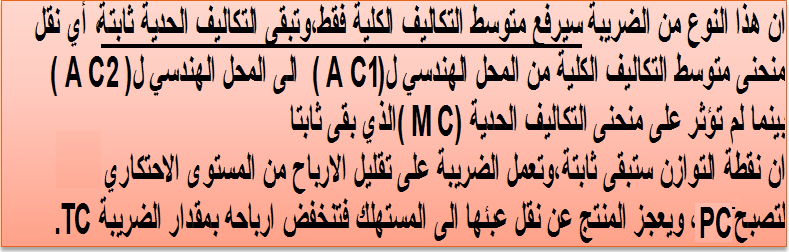 ان هذا النوع من الضريبة سيرفع متوسط التكاليف الكلية فقط،وتبقى التكاليف الحدية ثابتة، أي نقل
منحنى متوسط التكاليف الكلية من المحل الهندسي ل(A C1 ) الى المحل الهندسي ل( A C2 )
بينما لم تؤثر على منحنى التكاليف الحدية (M C )الذي بقى ثابتا
ان نقطة التوازن ستبقى ثابتة،وتعمل الضريبة على تقليل الارباح من المستوى الاحتكاري
لتصبحPC، ويعجز المنتج عن نقل عبئها الى المستهلك فتنخفض ارباحه بمقدار الضريبة TC.